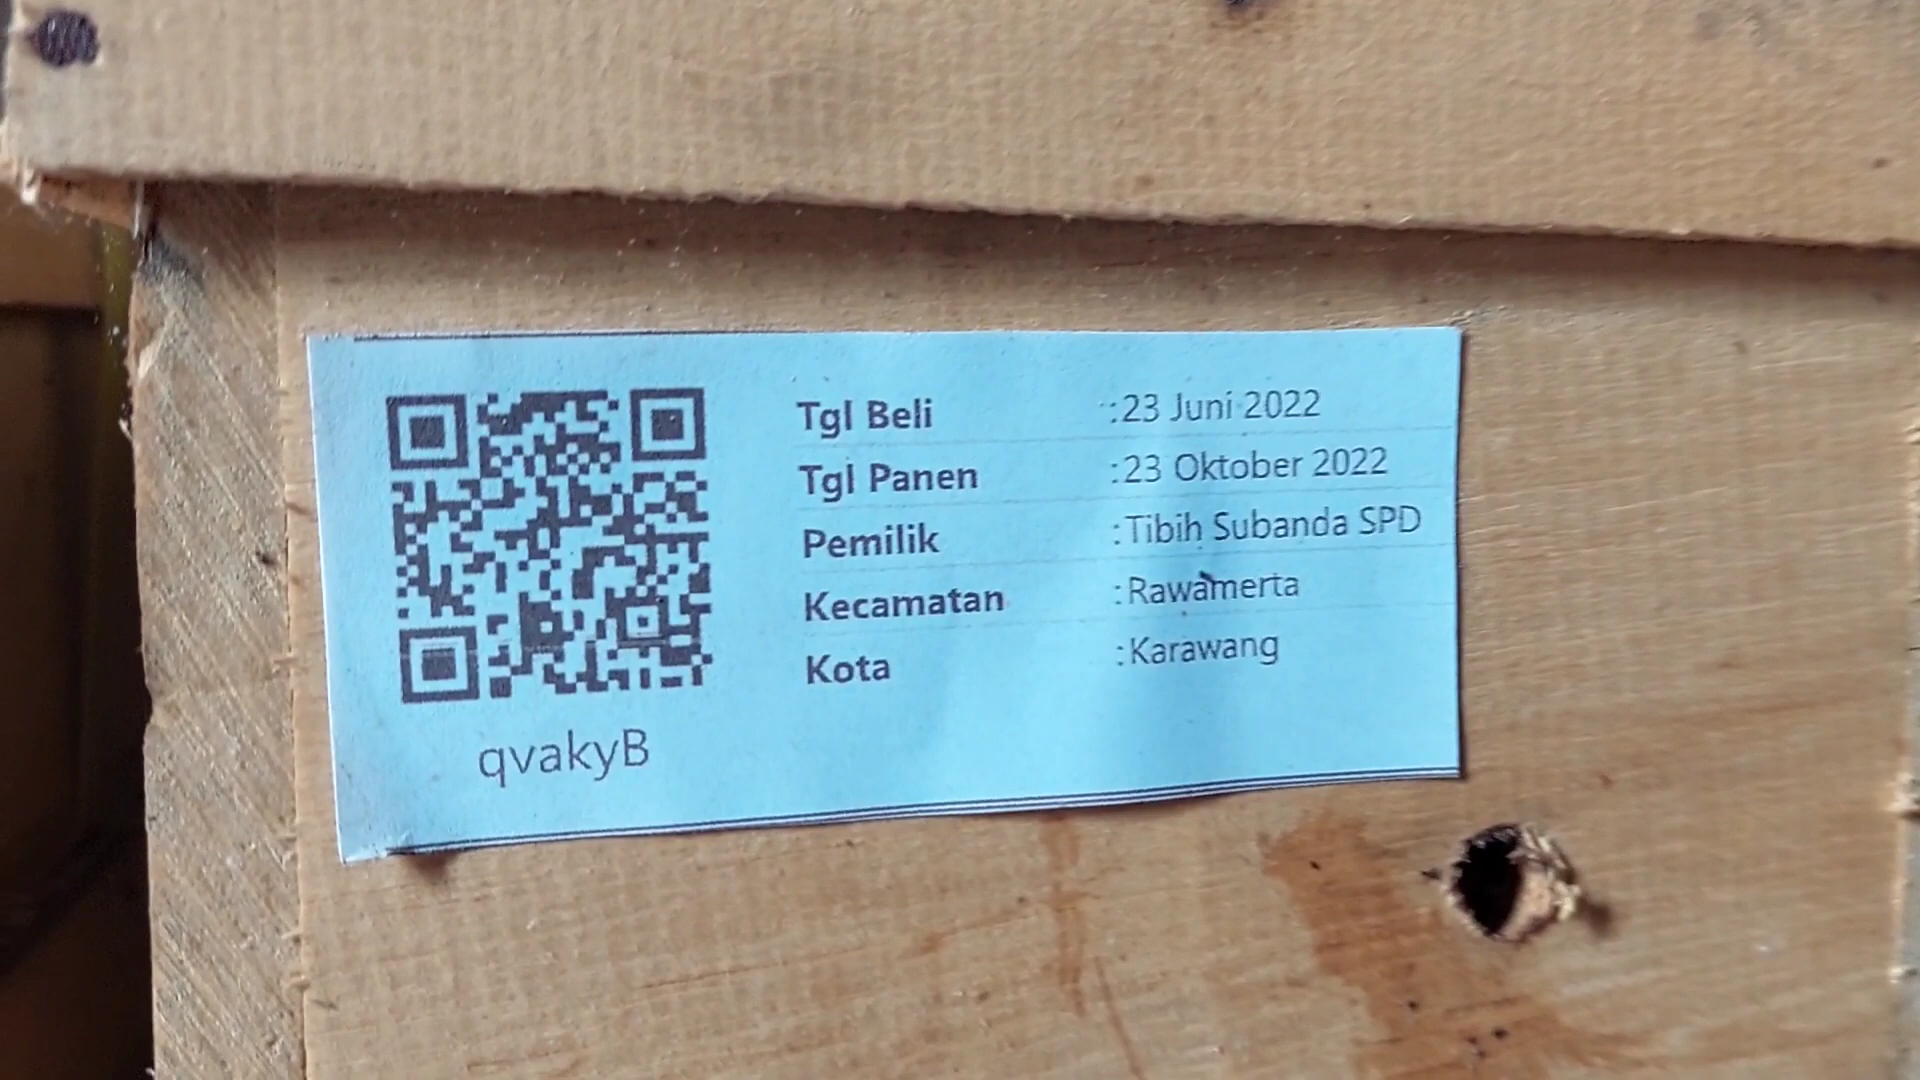 Tgl Beli :23 Juni 2022
Tgl Panen :23 Oktober 2022
Pemilik :Tibih Subanda SPD
Kecamatan :Rawamerta
Kota :Karawang
qvakyB